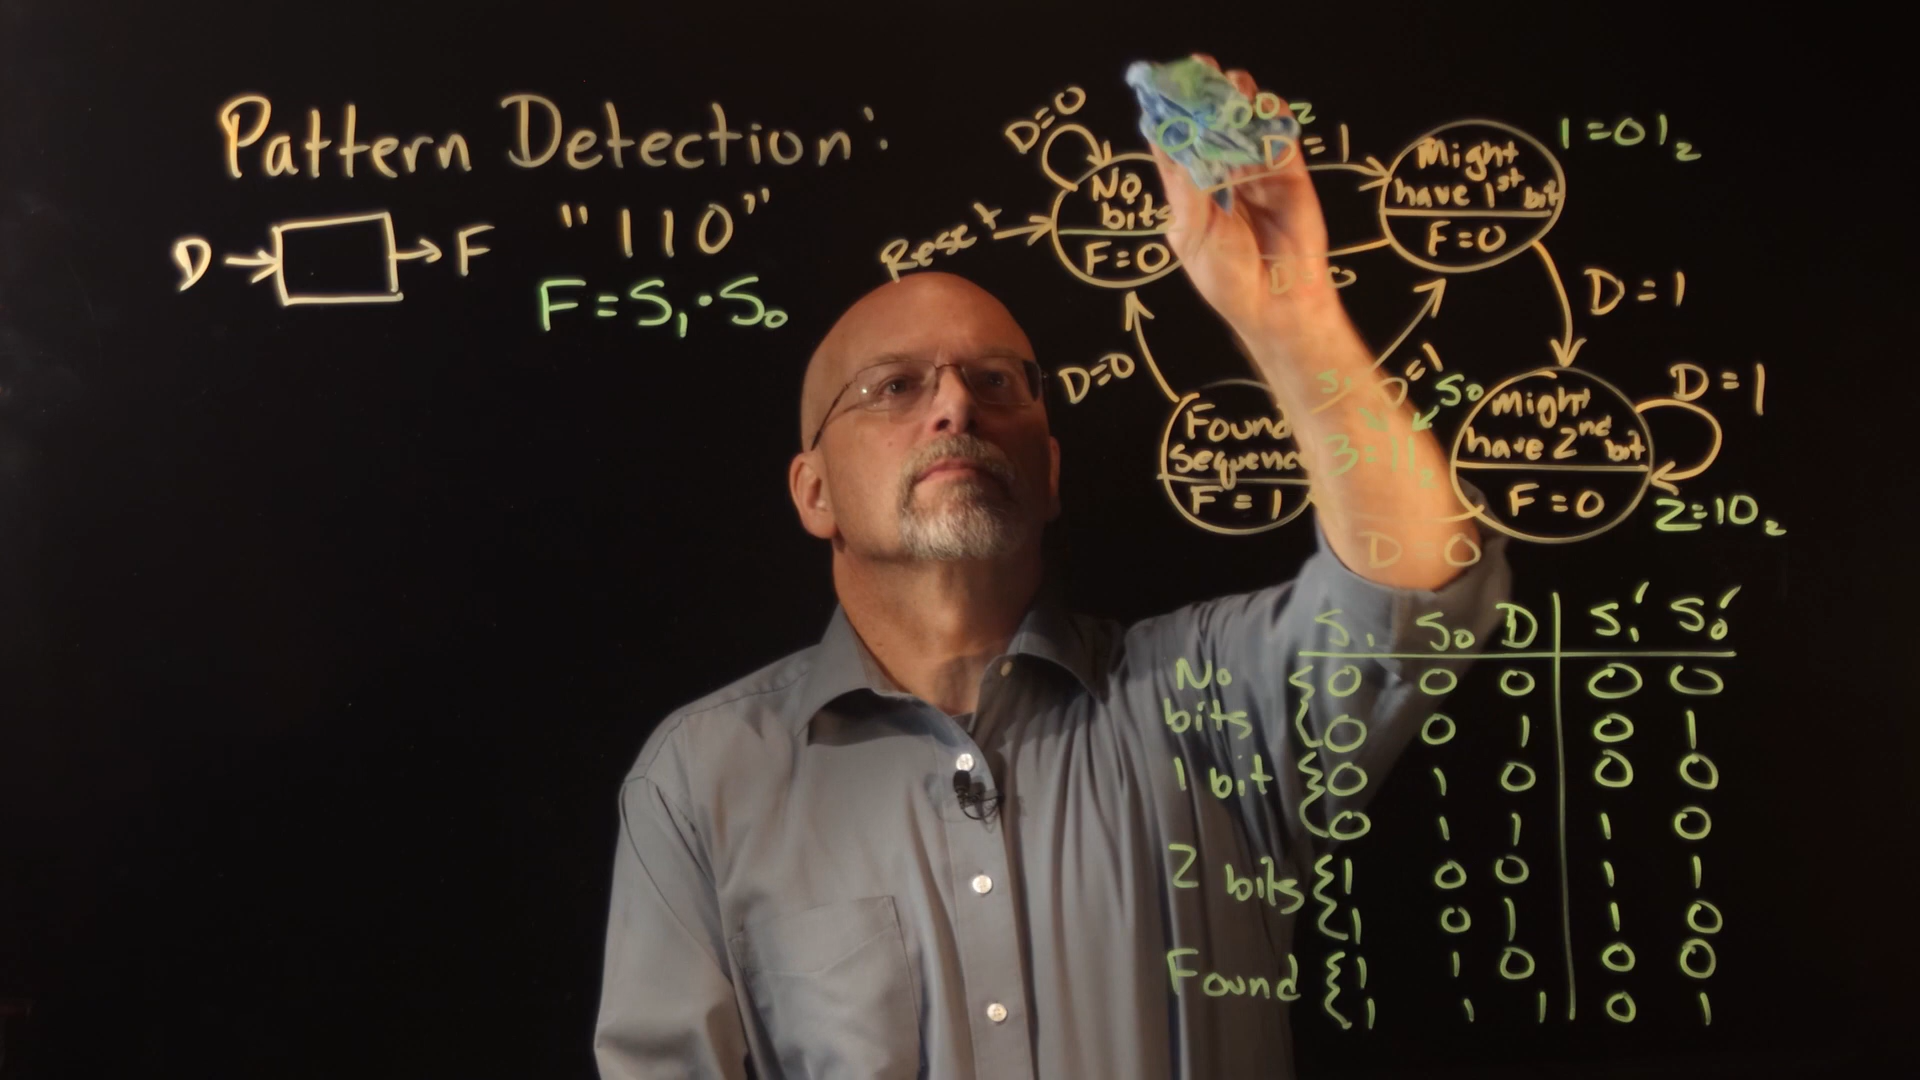 Pattern Detection:
D F "110"
F=S₁·S₀
Reset
D=0
No
bits
F=0
0=00₂
D=1
D=0
Might
have 1st bit
F=0
1=01₂
D=1
Might
have 2nd bit
F=0
D=1
2=10₂
D=0
Found
sequence
F=1
D=0
D=1
S₁ S₀
3=11₂
S₁ S₀ D S₁' S₀'
No
bits
1 bit
2 bits
Found
0 0 0 0 0
0 0 1 0 1
0 1 0 0 0
0 1 1 1 0
1 0 0 1 1
1 0 1 1 0
1 1 0 0 0
1 1 1 0 1